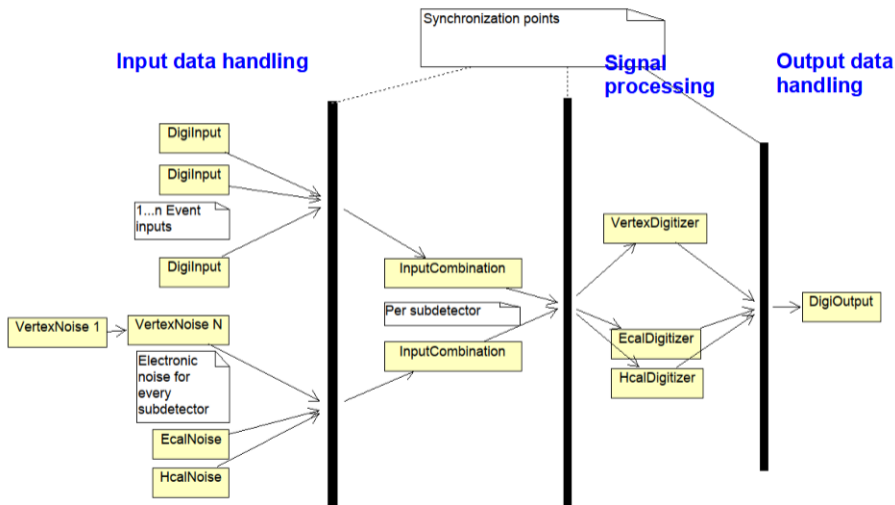 Synchronization points
Input data handling
Signal
processing
Output data
handling
DigiInput
DigiInput
1...n Event
inputs
DigiInput
VertexDigitizer
InputCombination
Per subdetector
InputCombination
DigiOutput
VertexNoise 1
VertexNoise N
EcalDigitizer
HcalDigitizer
Electronic
noise for
every
subdetector
EcalNoise
HcalNoise